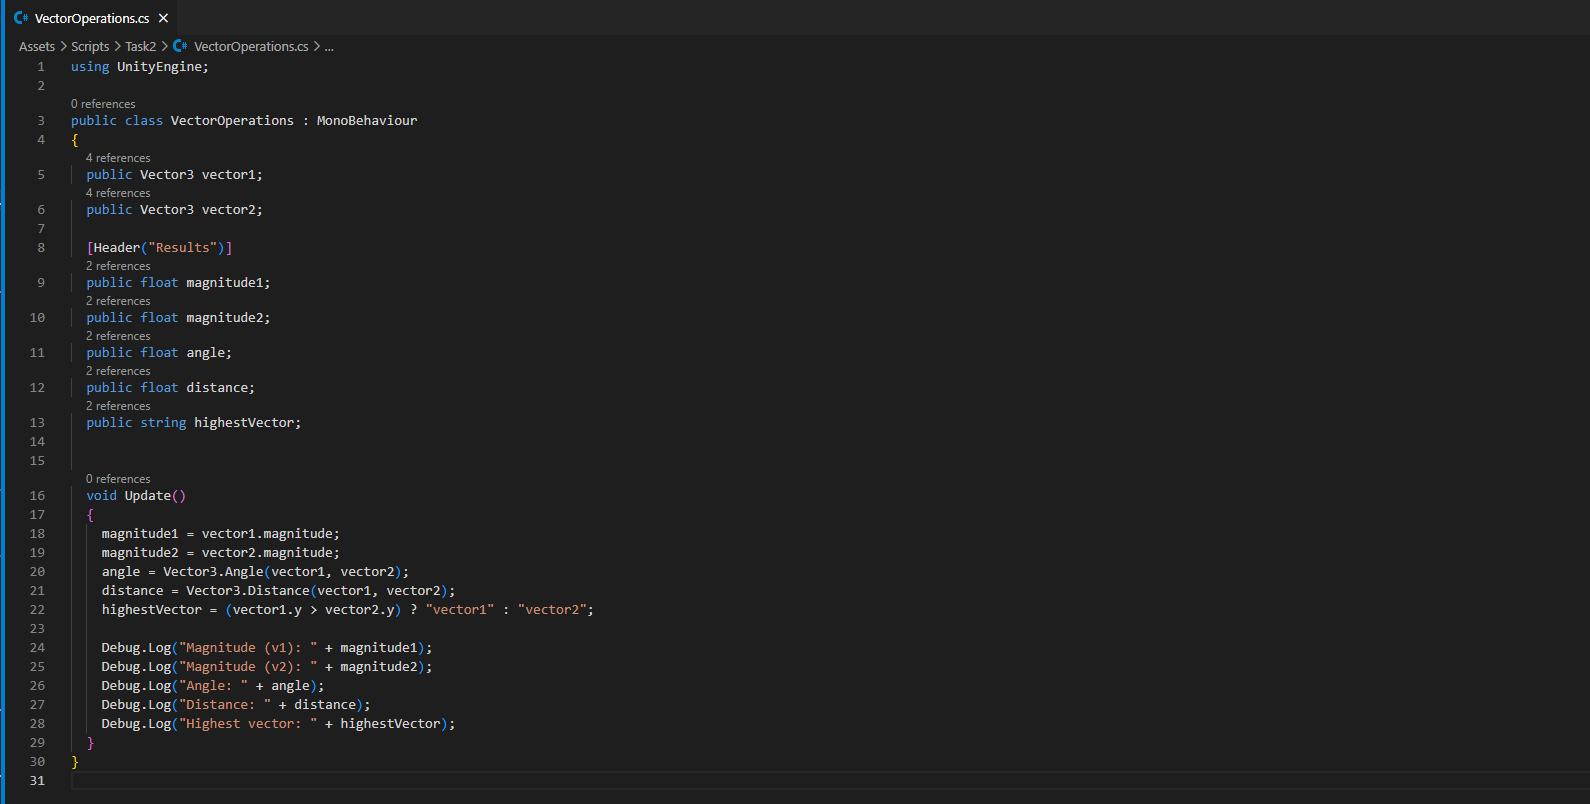 VectorOperations.cs
Assets > Scripts > Task2 > VectorOperations.cs > ...
1 using UnityEngine;
2
0 references
3 public class VectorOperations : MonoBehaviour
4 {
4 references
5 public Vector3 vector1;
4 references
6 public Vector3 vector2;
7
8 [Header("Results")]
2 references
9 public float magnitude1;
2 references
10 public float magnitude2;
2 references
11 public float angle;
2 references
12 public float distance;
2 references
13 public string highestVector;
14
15
0 references
16 void Update()
17 {
18 magnitude1 = vector1.magnitude;
19 magnitude2 = vector2.magnitude;
20 angle = Vector3.Angle(vector1, vector2);
21 distance = Vector3.Distance(vector1, vector2);
22 highestVector = (vector1.y > vector2.y) ? "vector1" : "vector2";
23
24 Debug.Log("Magnitude (v1): " + magnitude1);
25 Debug.Log("Magnitude (v2): " + magnitude2);
26 Debug.Log("Angle: " + angle);
27 Debug.Log("Distance: " + distance);
28 Debug.Log("Highest vector: " + highestVector);
29 }
30 }
31